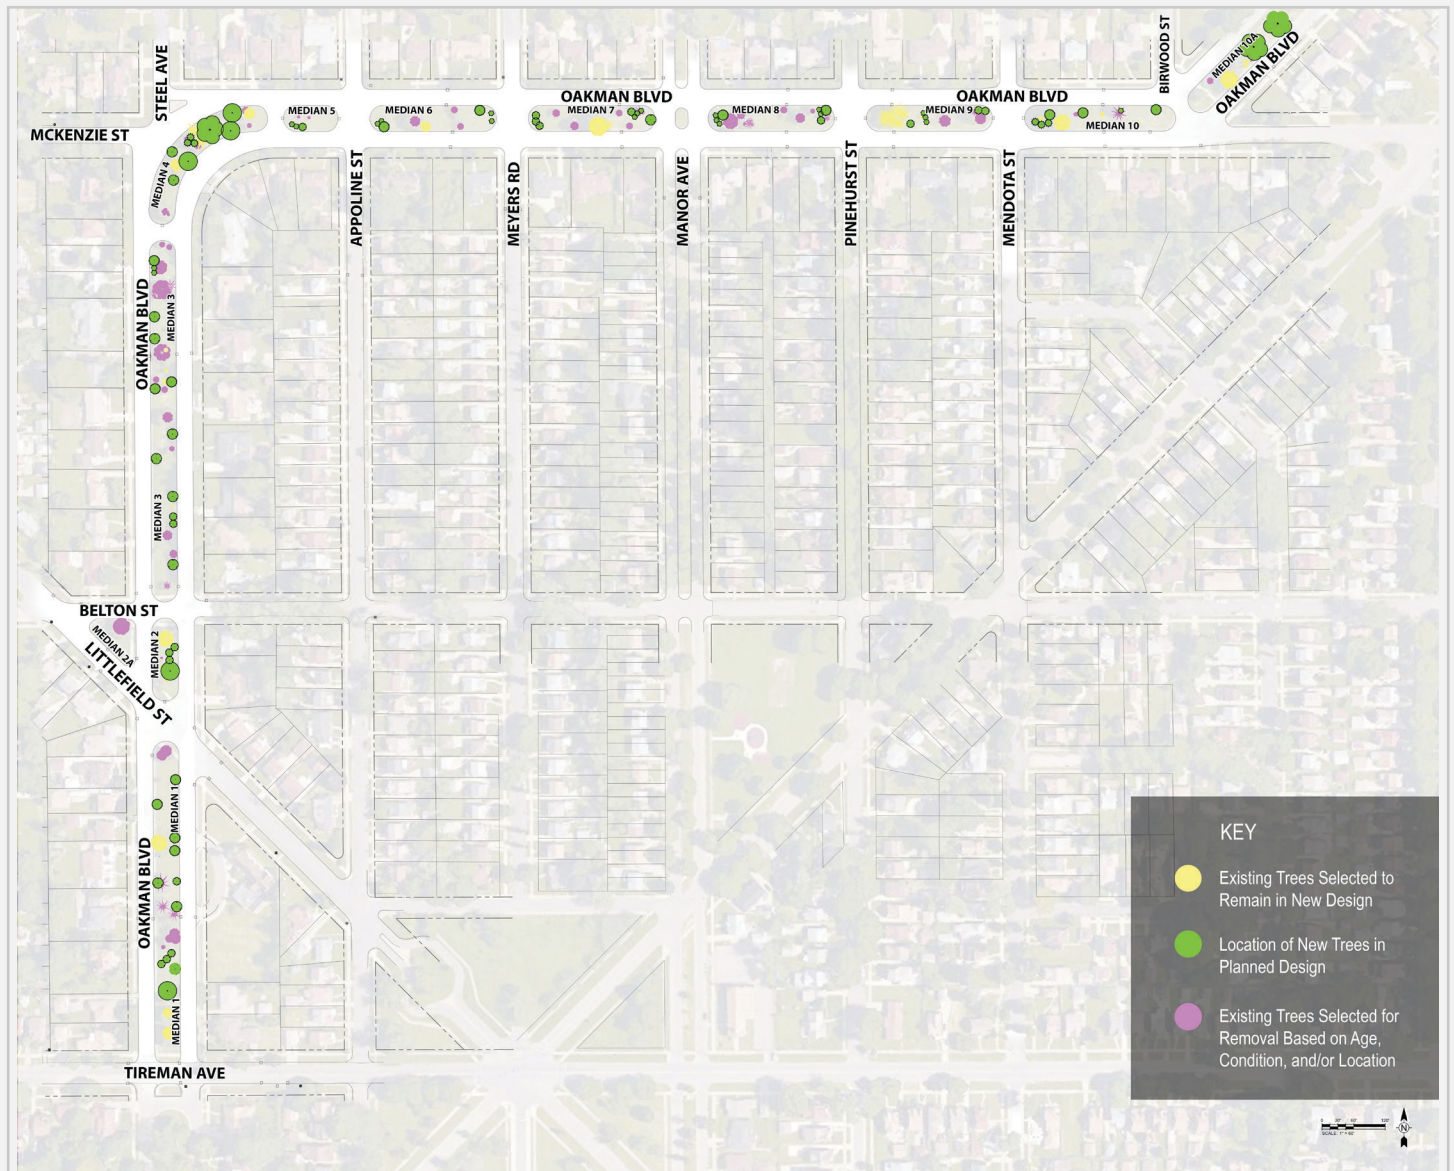 STEEL AVE
BIRWOOD ST
MEDIAN 10A
OAKMAN BLVD
OAKMAN BLVD
OAKMAN BLVD
MEDIAN 5
MEDIAN 6
MEDIAN 7
MEDIAN 8
MEDIAN 9
MEDIAN 10
MCKENZIE ST
MEDIAN 4
APPOLINE ST
MEYERS RD
MANOR AVE
PINEHURST ST
MENDOTA ST
OAKMAN BLVD
MEDIAN 3
MEDIAN 3
BELTON ST
MEDIAN 2A
MEDIAN 2
LITTLEFIELD ST
MEDIAN 1
OAKMAN BLVD
MEDIAN 1
TIREMAN AVE
KEY
Existing Trees Selected to
Remain in New Design
Location of New Trees in
Planned Design
Existing Trees Selected for
Removal Based on Age,
Condition, and/or Location
N